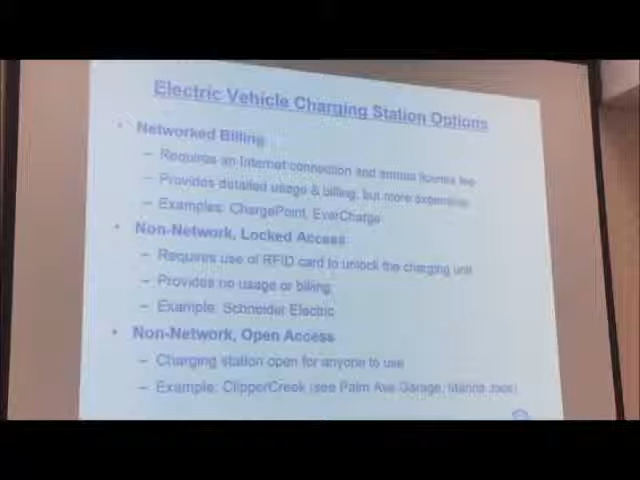 Electric Vehicle Charging Station Options
• Networked Billing
– Requires an Internet connection and annual license fee
– Provides detailed usage & billing, but more expensive
– Examples: ChargePoint, EverCharge
• Non-Network, Locked Access
– Requires use of RFID card to unlock the charging unit
– Provides no usage or billing
– Example: Schneider Electric
• Non-Network, Open Access
– Charging station open for anyone to use
– Example: ClipperCreek (see Palm Ave Garage, Marina